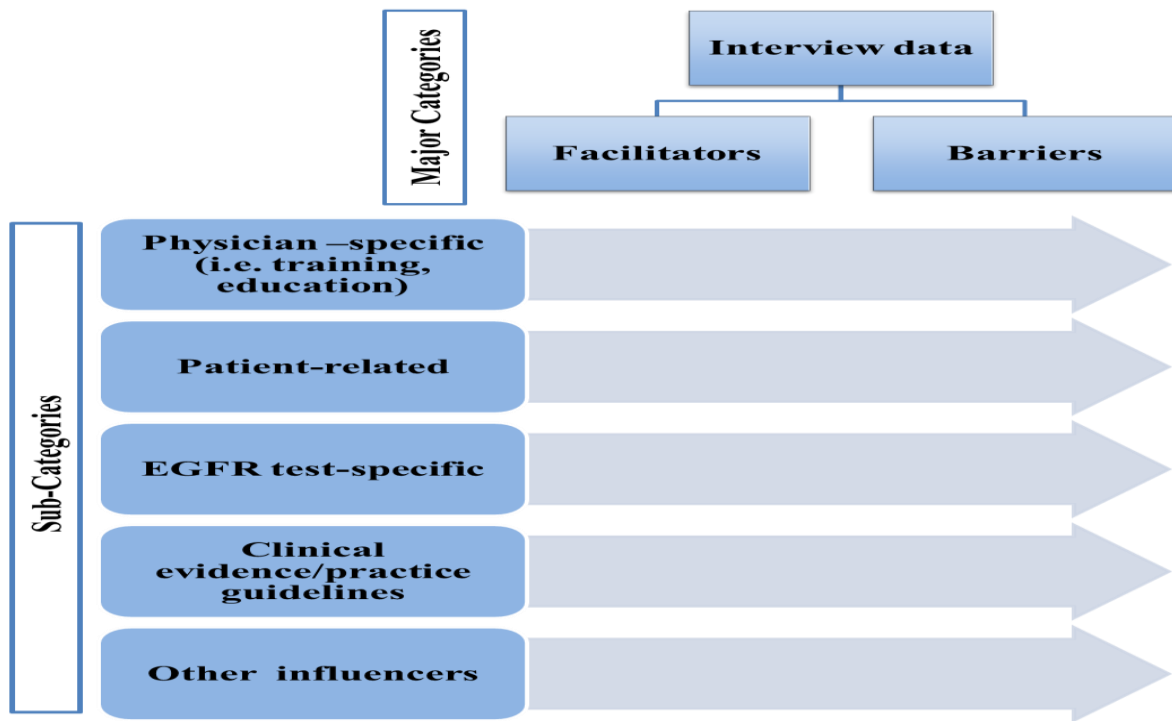 Major Categories
Interview data
Facilitators
Barriers
Sub-Categories
Physician –specific
(i.e. training,
education)
Patient-related
EGFR test-specific
Clinical
evidence/practice
guidelines
Other influencers